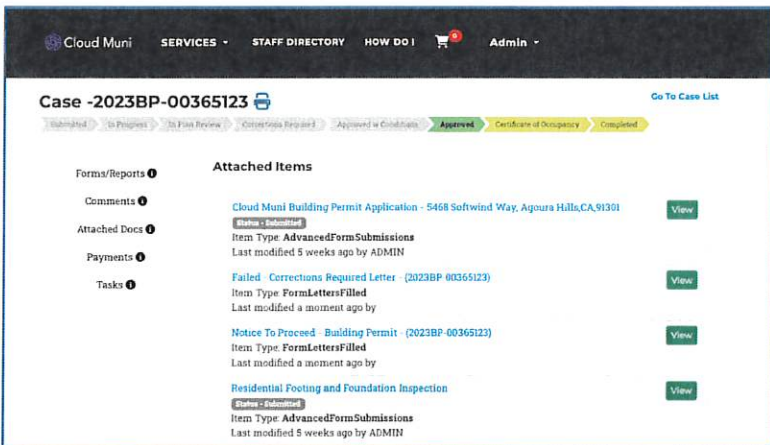 Cloud Muni SERVICES STAFF DIRECTORY HOW DO I 0 Admin
Case -2023BP-00365123
Go To Case List
Submitted In Progress In Plan Review Corrections Required Approved w Conditions Approved Certificate of Occupancy Completed
Forms/Reports
Comments
Attached Docs
Payments
Tasks
Attached Items
Cloud Muni Building Permit Application - 5468 Softwind Way, Agoura Hills,CA,91301
View
Status - Submitted
Item Type: AdvancedFormSubmissions
Last modified 5 weeks ago by ADMIN
Failed - Corrections Required Letter - (2023BP-00365123)
View
Item Type: FormLettersFilled
Last modified a moment ago by
Notice To Proceed - Building Permit - (2023BP-00365123)
View
Item Type: FormLettersFilled
Last modified a moment ago by
Residential Footing and Foundation Inspection
View
Status - Submitted
Item Type: AdvancedFormSubmissions
Last modified 5 weeks ago by ADMIN